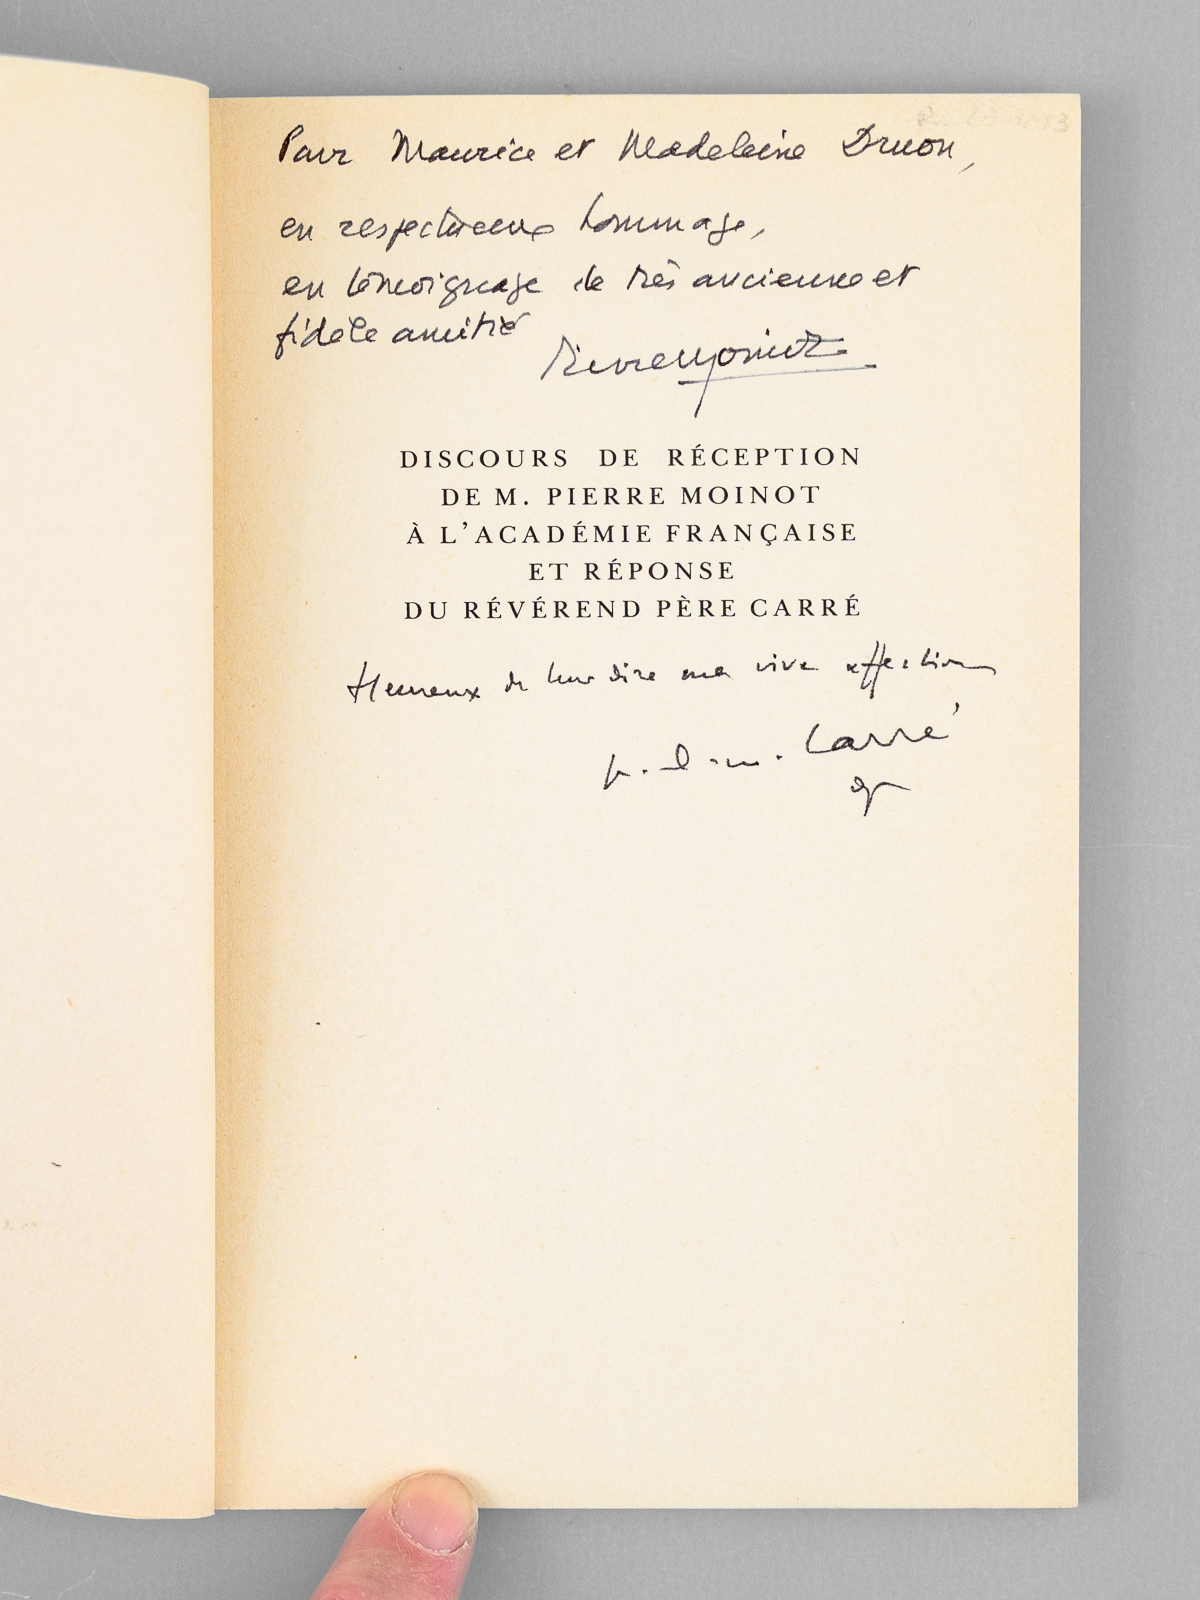 Pour Maurice et Madeleine Druon,
en respectueux hommage,
en témoignage de très ancienne et
fidèle amitié
Pierre Moinot
DISCOURS DE RÉCEPTION
DE M. PIERRE MOINOT
À L'ACADÉMIE FRANÇAISE
ET RÉPONSE
DU RÉVÉREND PÈRE CARRÉ
Heureux de leur dire ma vive affection
Carré